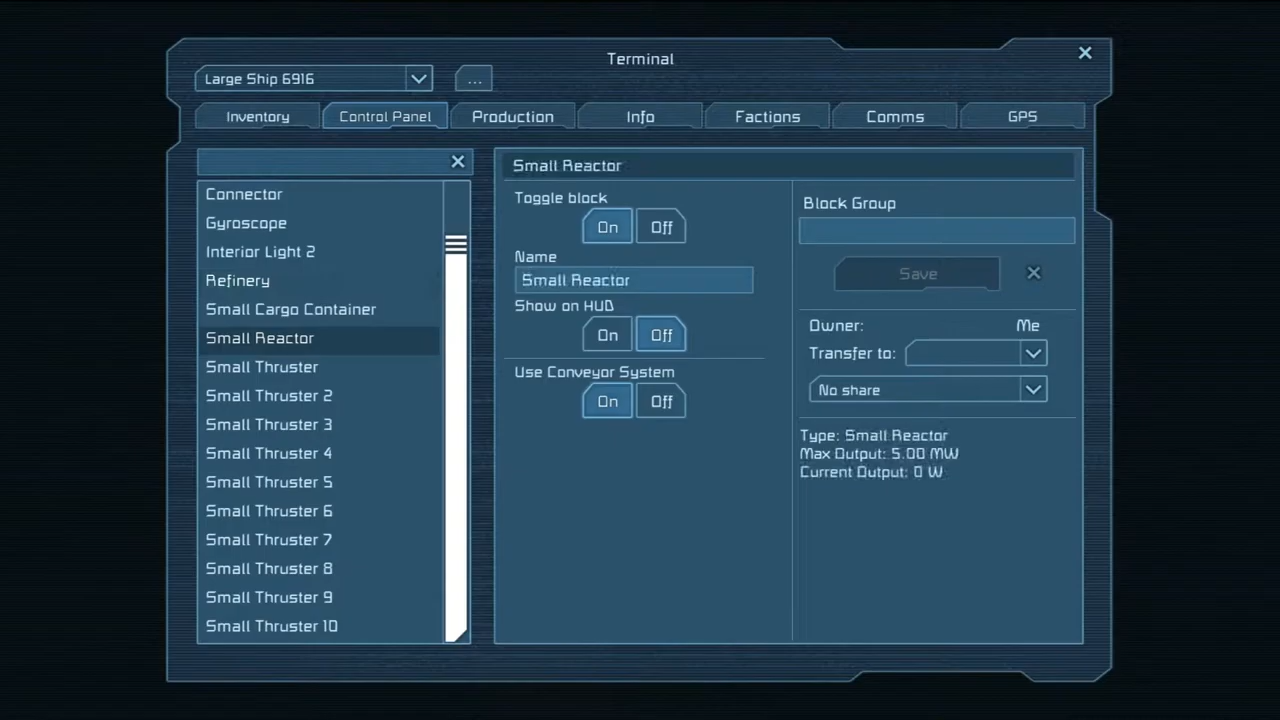 Terminal
Large Ship 6916
...
Inventory
Control Panel
Production
Info
Factions
Comms
GPS
Connector
Gyroscope
Interior Light 2
Refinery
Small Cargo Container
Small Reactor
Small Thruster
Small Thruster 2
Small Thruster 3
Small Thruster 4
Small Thruster 5
Small Thruster 6
Small Thruster 7
Small Thruster 8
Small Thruster 9
Small Thruster 10
Small Reactor
Toggle block
On Off
Name
Small Reactor
Show on HUD
On Off
Use Conveyor System
On Off
Block Group
Save
Owner: Me
Transfer to:
No share
Type: Small Reactor
Max Output: 5.00 MW
Current Output: 0 W